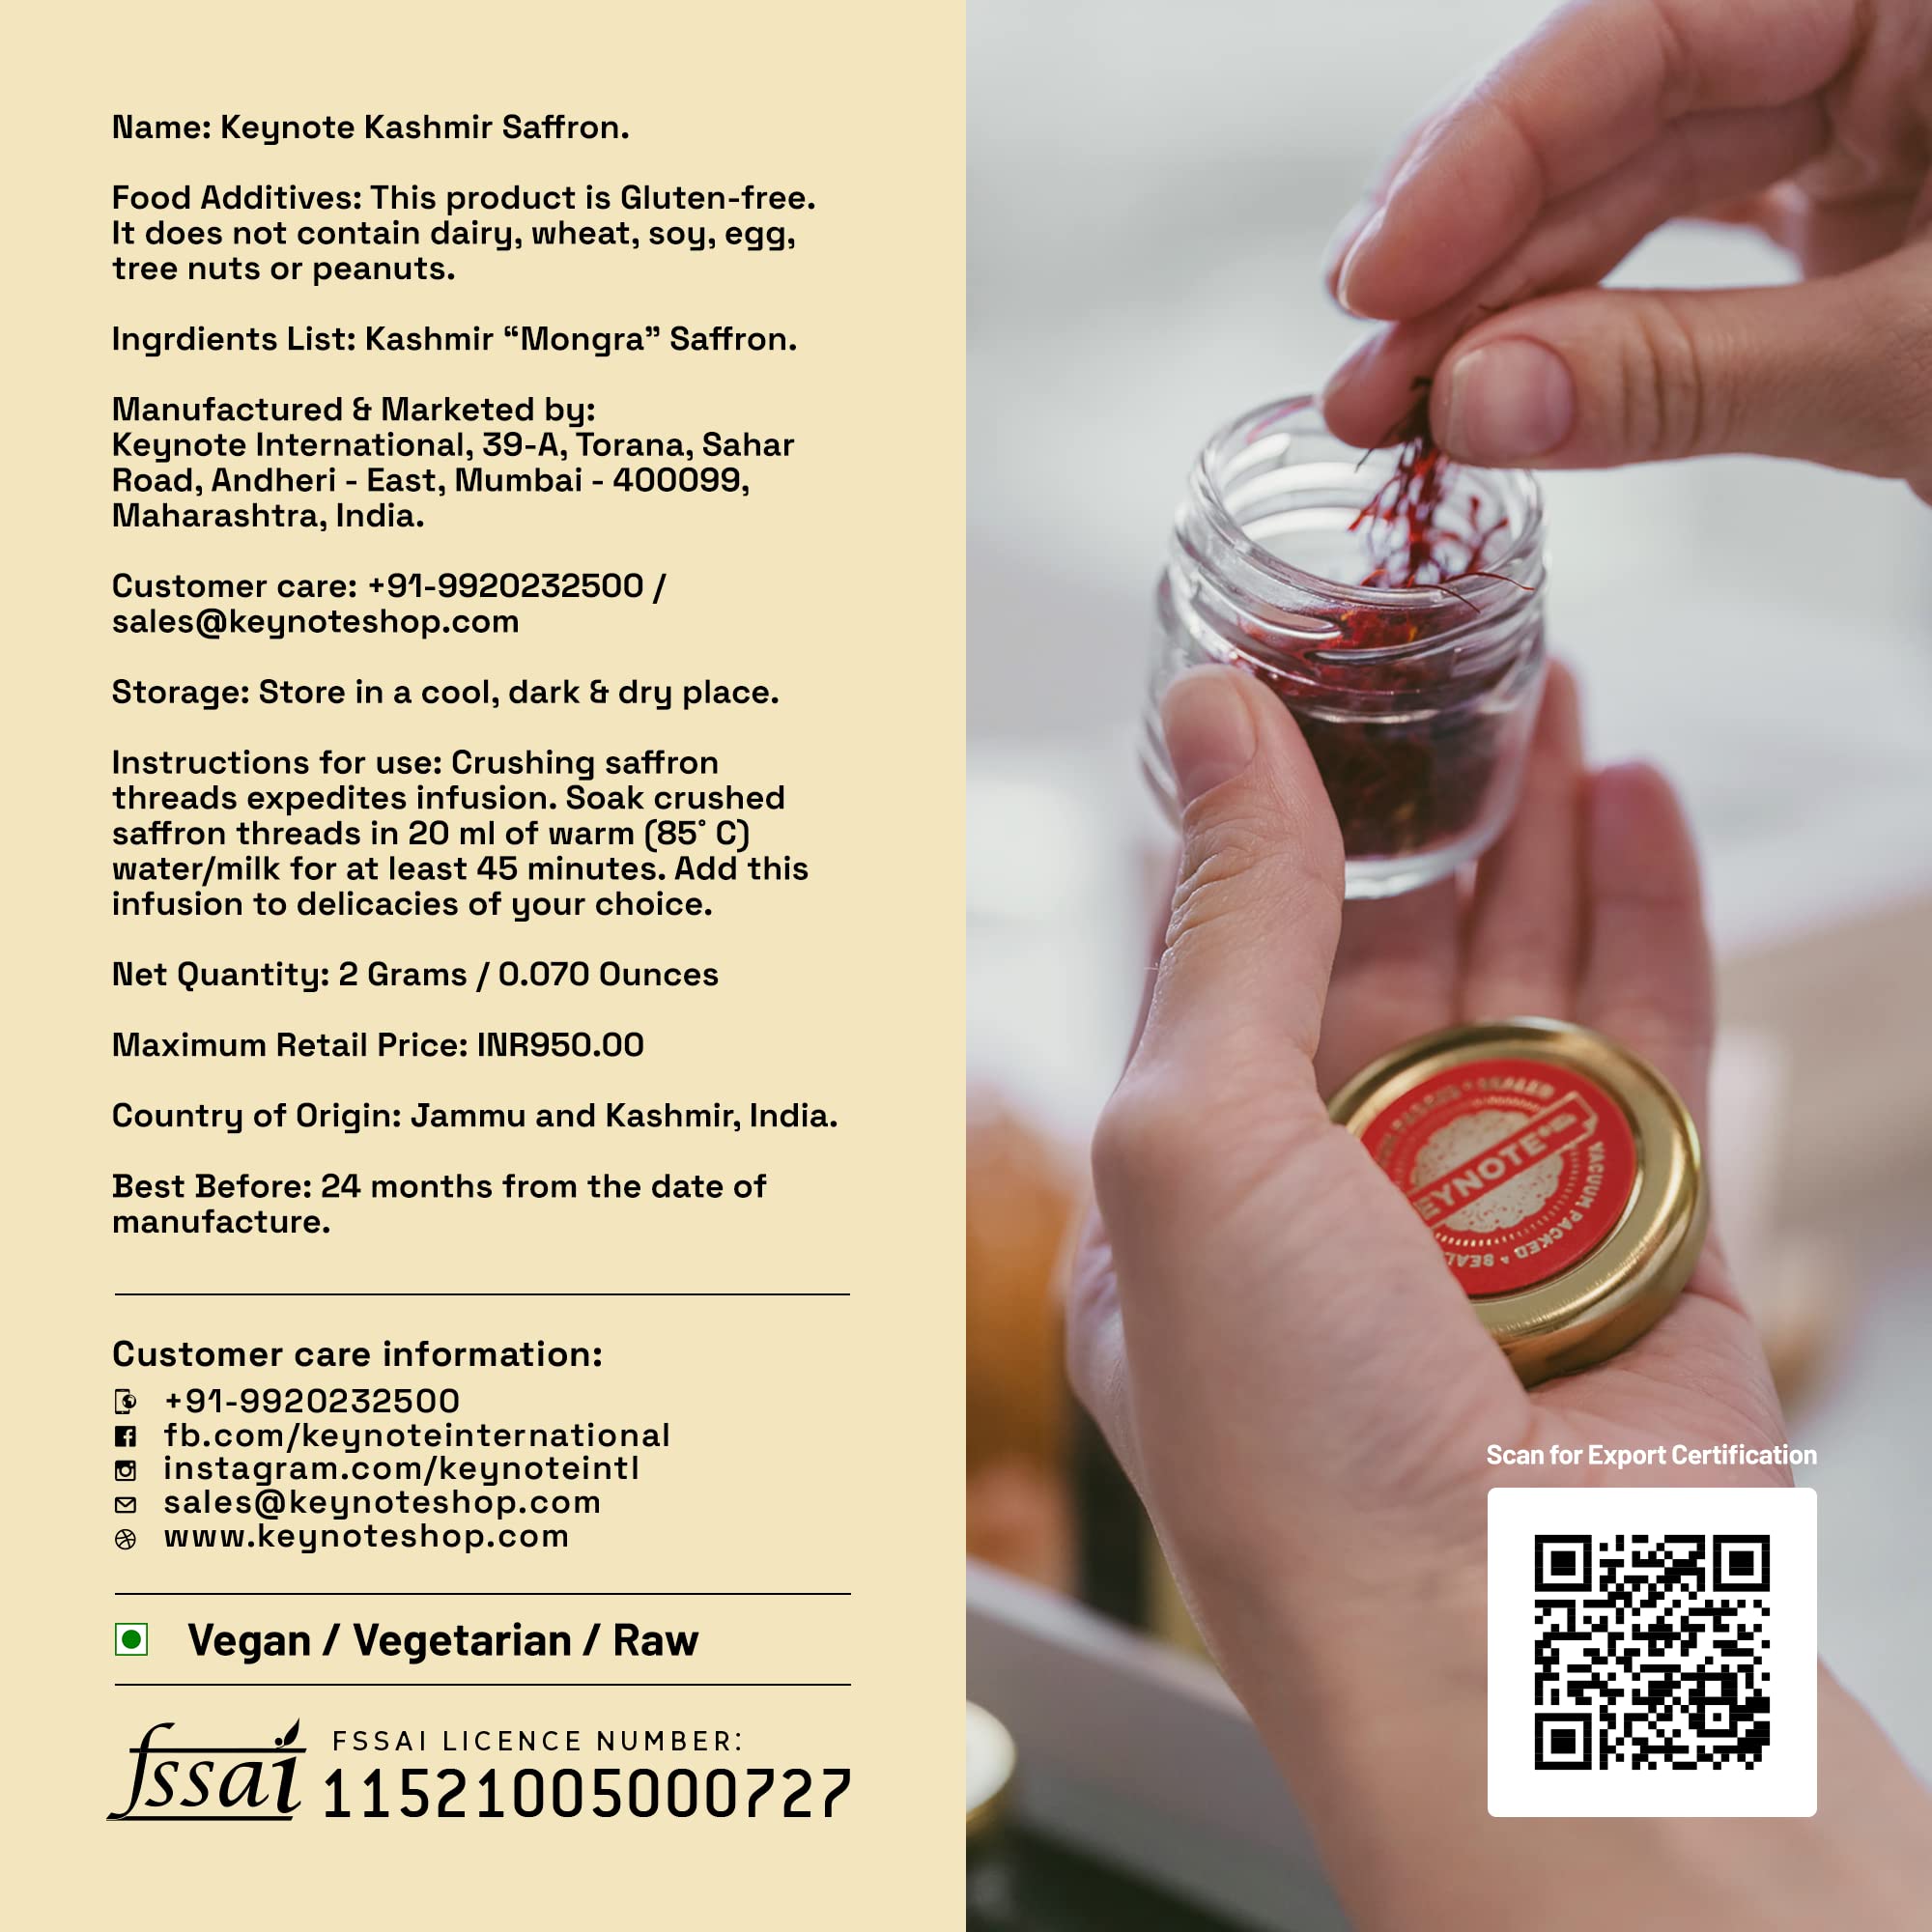 Name: Keynote Kashmir Saffron.
Food Additives: This product is Gluten-free.
It does not contain dairy, wheat, soy, egg,
tree nuts or peanuts.
Ingrdients List: Kashmir “Mongra” Saffron.
Manufactured & Marketed by:
Keynote International, 39-A, Torana, Sahar
Road, Andheri - East, Mumbai - 400099,
Maharashtra, India.
Customer care: +91-9920232500 /
sales@keynoteshop.com
Storage: Store in a cool, dark & dry place.
Instructions for use: Crushing saffron
threads expedites infusion. Soak crushed
saffron threads in 20 ml of warm (85° C)
water/milk for at least 45 minutes. Add this
infusion to delicacies of your choice.
Net Quantity: 2 Grams / 0.070 Ounces
Maximum Retail Price: INR950.00
Country of Origin: Jammu and Kashmir, India.
Best Before: 24 months from the date of
manufacture.
Customer care information:
+91-9920232500
fb.com/keynoteinternational
instagram.com/keynoteintl
sales@keynoteshop.com
www.keynoteshop.com
Vegan / Vegetarian / Raw
fssai
FSSAI LICENCE NUMBER:
11521005000727
EYNOTE
VACUUM PACKED • SEAL
Scan for Export Certification